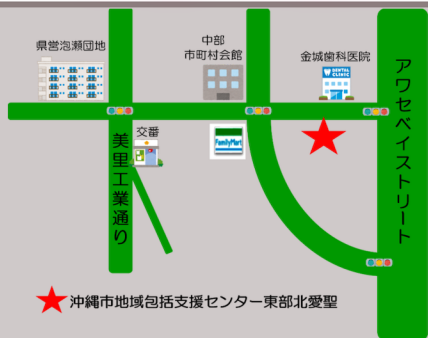 県営泡瀬団地
中部
市町村会館
金城歯科医院
DENTAL
CLINIC
アワセベイストリート
交番
FamilyMart
美里工業通り
沖縄市地域包括支援センター東部北愛聖